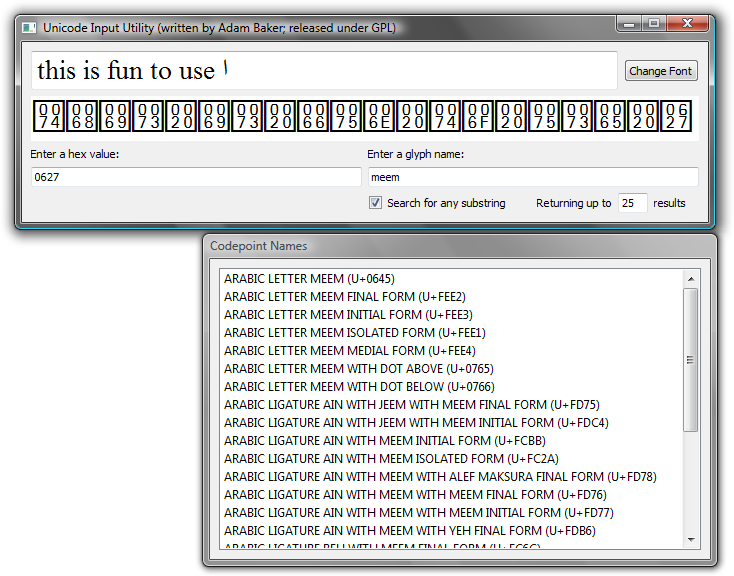 Unicode Input Utility (written by Adam Baker; released under GPL)
this is fun to use ا
Change Font
0074 0068 0069 0073 0020 0069 0073 0020 0066 0075 006E 0020 0074 006F 0020 0075 0073 0065 0020 0627
Enter a hex value: Enter a glyph name:
0627 meem
Search for any substring Returning up to 25 results
Codepoint Names
ARABIC LETTER MEEM (U+0645)
ARABIC LETTER MEEM FINAL FORM (U+FEE2)
ARABIC LETTER MEEM INITIAL FORM (U+FEE3)
ARABIC LETTER MEEM ISOLATED FORM (U+FEE1)
ARABIC LETTER MEEM MEDIAL FORM (U+FEE4)
ARABIC LETTER MEEM WITH DOT ABOVE (U+0765)
ARABIC LETTER MEEM WITH DOT BELOW (U+0766)
ARABIC LIGATURE AIN WITH JEEM WITH MEEM FINAL FORM (U+FD75)
ARABIC LIGATURE AIN WITH JEEM WITH MEEM INITIAL FORM (U+FDC4)
ARABIC LIGATURE AIN WITH MEEM INITIAL FORM (U+FCBB)
ARABIC LIGATURE AIN WITH MEEM ISOLATED FORM (U+FC2A)
ARABIC LIGATURE AIN WITH MEEM WITH ALEF MAKSURA FINAL FORM (U+FD78)
ARABIC LIGATURE AIN WITH MEEM WITH MEEM FINAL FORM (U+FD76)
ARABIC LIGATURE AIN WITH MEEM WITH MEEM INITIAL FORM (U+FD77)
ARABIC LIGATURE AIN WITH MEEM WITH YEH FINAL FORM (U+FDB6)
ARABIC LIGATURE BEH WITH MEEM FINAL FORM (U+FC6C)